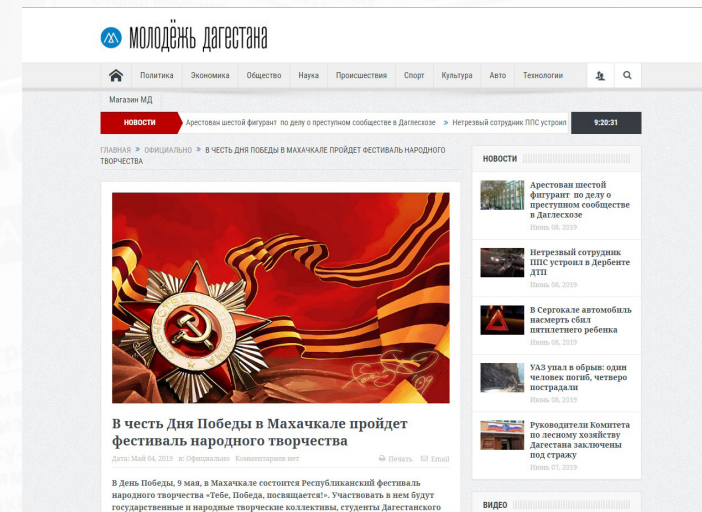 МОЛОДЁЖЬ ДАГЕСТАНА
Политика Экономика Общество Наука Происшествия Спорт Культура Авто Технологии
Магазин МД
НОВОСТИ Арестован шестой фигурант по делу о преступном сообществе в Даглесхозе » Нетрезвый сотрудник ППС устроил 9:20:31
ГЛАВНАЯ » ОФИЦИАЛЬНО » В ЧЕСТЬ ДНЯ ПОБЕДЫ В МАХАЧКАЛЕ ПРОЙДЕТ ФЕСТИВАЛЬ НАРОДНОГО
ТВОРЧЕСТВА
ОТЕЧЕСТВЕННАЯ ВОЙНА
В честь Дня Победы в Махачкале пройдет
фестиваль народного творчества
Дата: Май 04, 2019 в: Официально Комментариев нет Печать Email
В День Победы, 9 мая, в Махачкале состоится Республиканский фестиваль
народного творчества «Тебе, Победа, посвящается!». Участвовать в нем будут
государственные и народные творческие коллективы, студенты Дагестанского
НОВОСТИ
Арестован шестой
фигурант по делу о
преступном сообществе
в Даглесхозе
Июнь 08, 2019
Нетрезвый сотрудник
ППС устроил в Дербенте
ДТП
Июнь 08, 2019
В Сергокале автомобиль
насмерть сбил
пятилетнего ребенка
Июнь 08, 2019
УАЗ упал в обрыв: один
человек погиб, четверо
пострадали
Июнь 08, 2019
Руководители Комитета
по лесному хозяйству
Дагестана заключены
под стражу
Июнь 07, 2019
ВИДЕО